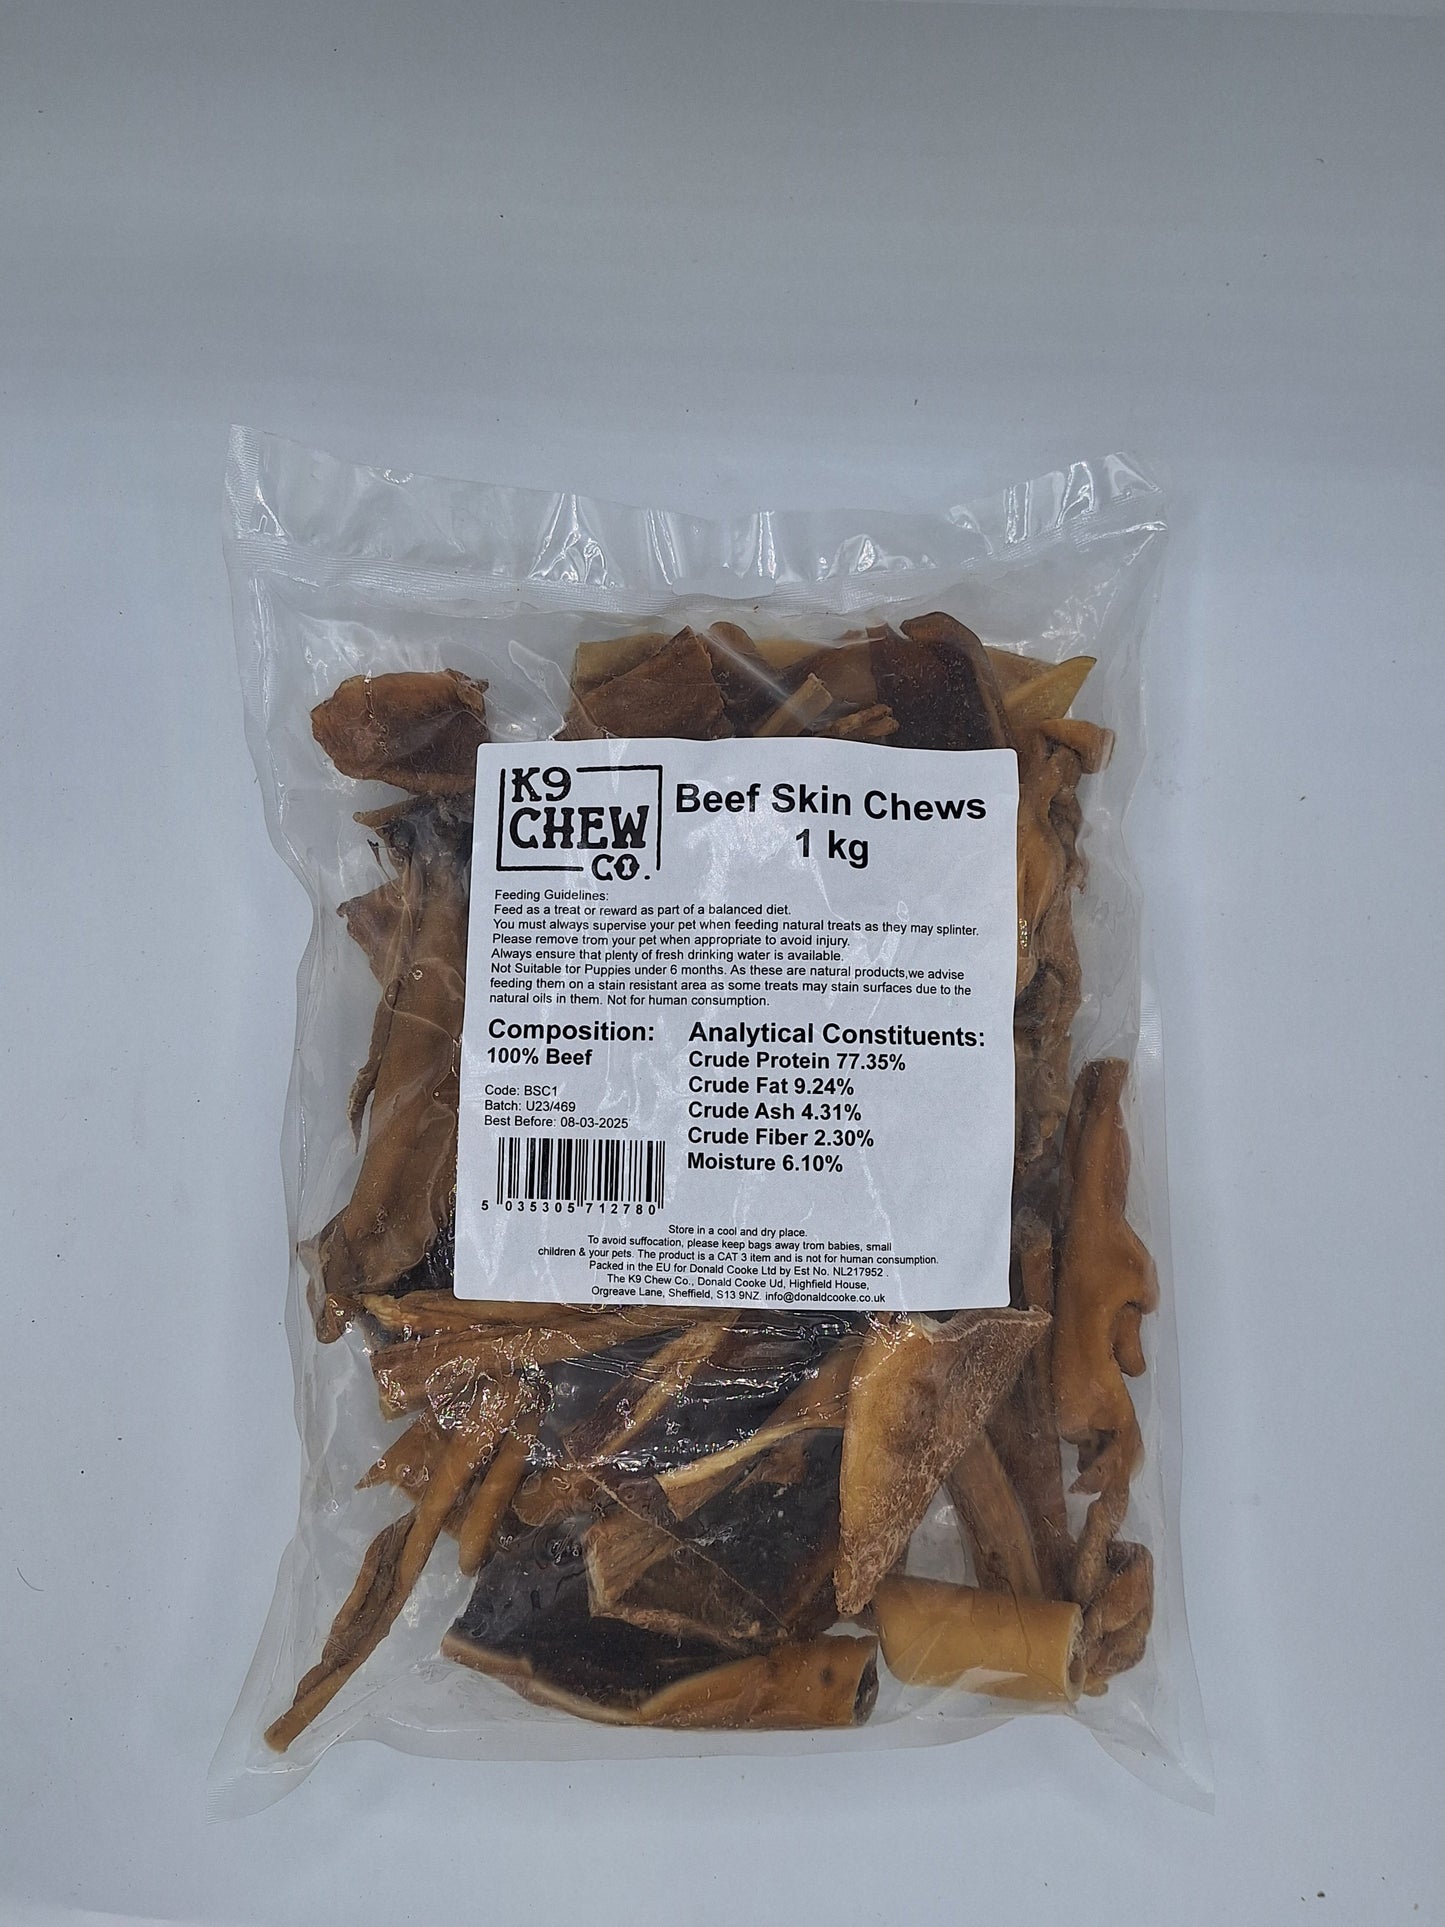 K9
CHEW
CO.
Beef Skin Chews
1 kg
Feeding Guidelines:
Feed as a treat or reward as part of a balanced diet.
You must always supervise your pet when feeding natural treats as they may splinter.
Please remove trom your pet when appropriate to avoid injury.
Always ensure that plenty of fresh drinking water is available.
Not Suitable tor Puppies under 6 months. As these are natural products,we advise
feeding them on a stain resistant area as some treats may stain surfaces due to the
natural oils in them. Not for human consumption.
Composition:
100% Beef
Code: BSC1
Batch: U23/469
Best Before: 08-03-2025
5 035305 712780
Analytical Constituents:
Crude Protein 77.35%
Crude Fat 9.24%
Crude Ash 4.31%
Crude Fiber 2.30%
Moisture 6.10%
Store in a cool and dry place.
To avoid suffocation, please keep bags away trom babies, small
children & your pets. The product is a CAT 3 item and is not for human consumption.
Packed in the EU for Donald Cooke Ltd by Est No. NL217952 .
The K9 Chew Co., Donald Cooke Ud, Highfield House,
Orgreave Lane, Sheffield, S13 9NZ. info@donaldcooke.co.uk